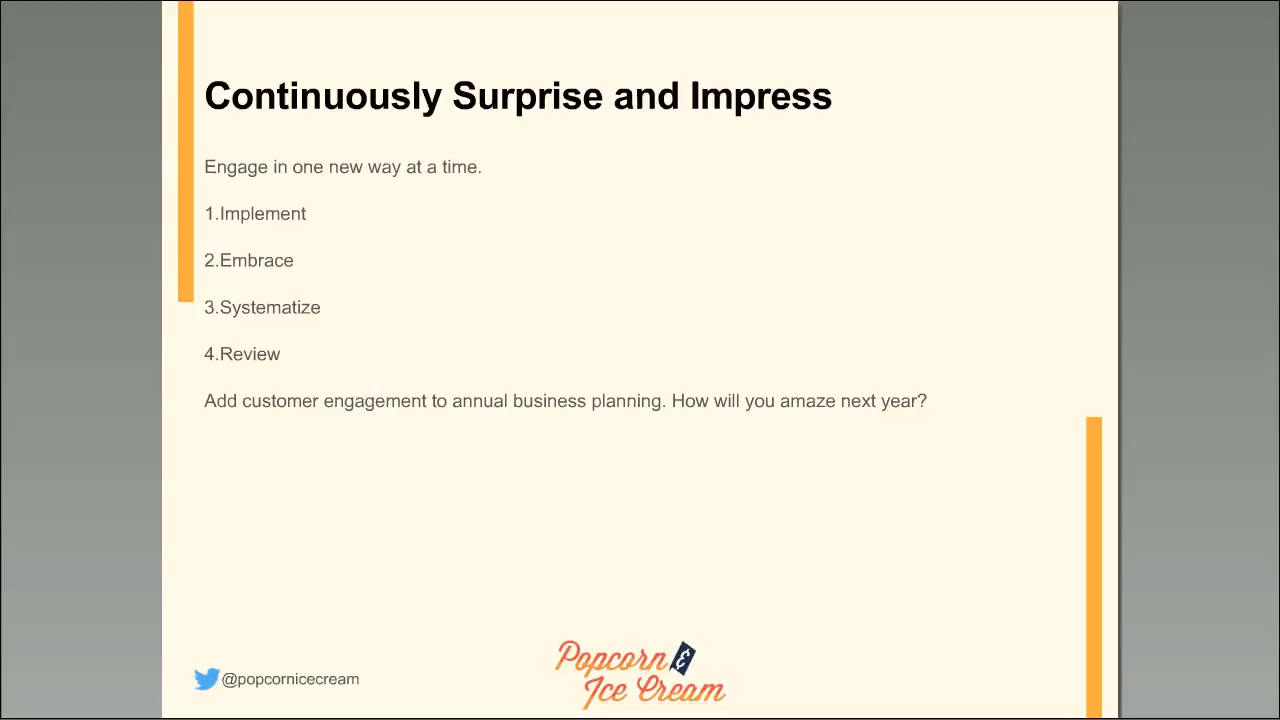 Continuously Surprise and Impress
Engage in one new way at a time.
1.Implement
2.Embrace
3.Systematize
4.Review
Add customer engagement to annual business planning. How will you amaze next year?
@popcornicecream
Popcorn &
Ice Cream